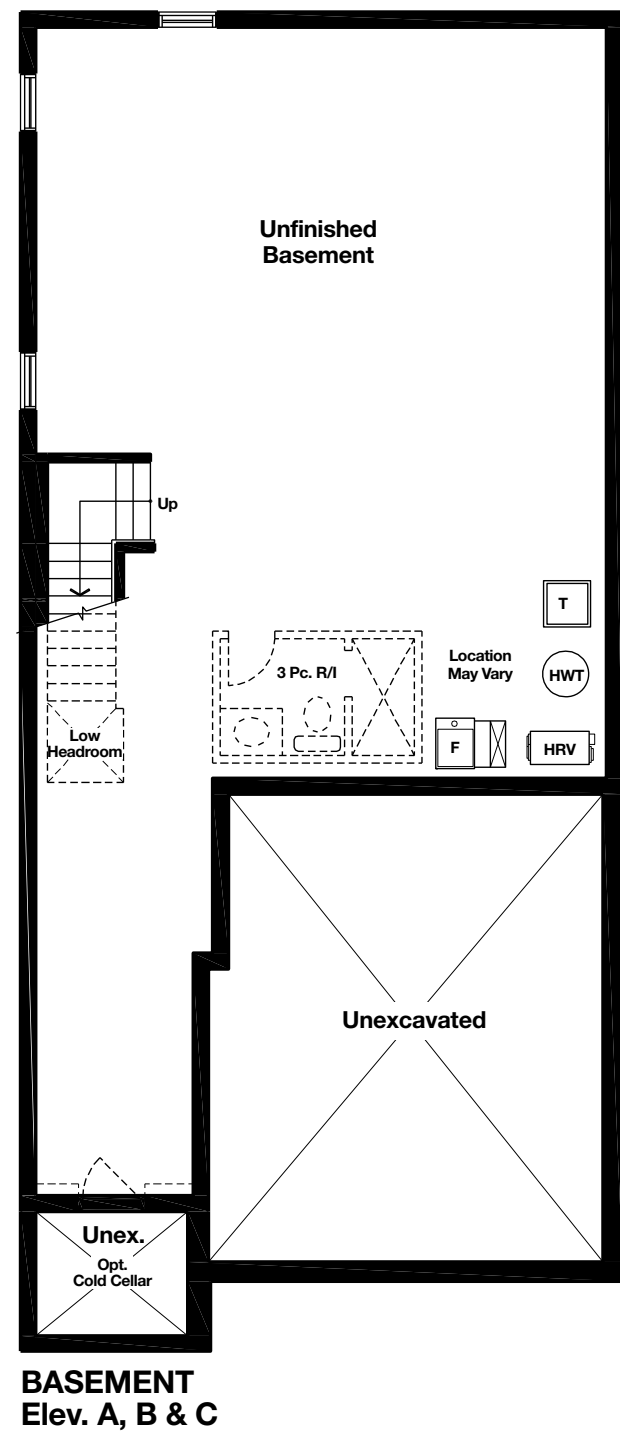 Unfinished
Basement
Up
T
Location
May Vary
3 Pc. R/I
HWT
Low
Headroom
F
HRV
Unexcavated
Unex.
Opt.
Cold Cellar
BASEMENT
Elev. A, B & C